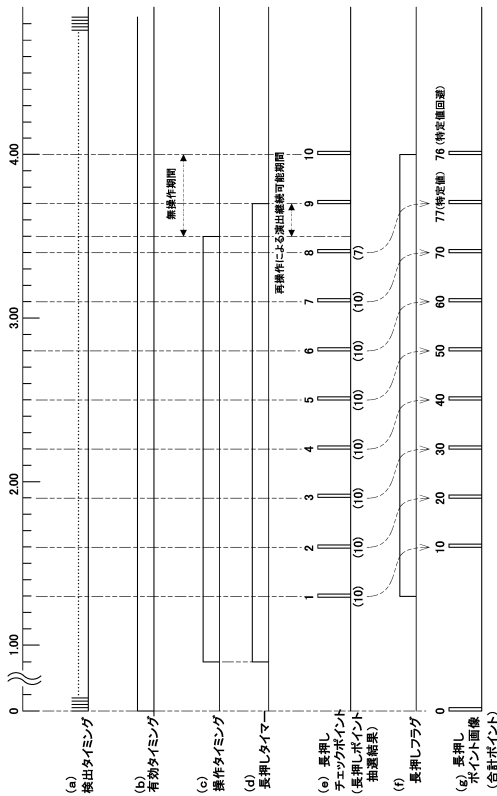 0 1.00 2.00 3.00 4.00
(a)
検出タイミング
(b)
有効タイミング
(c)
操作タイミング
無操作期間
(d)
長押しタイマー
再操作による演出継続可能期間
(e) 長押し
チェックポイント
(長押しポイント
抽選結果)
1 2 3 4 5 6 7 8 9 10
(10) (10) (10) (10) (10) (10) (10) (7)
(f)
長押しフラグ
(g) 長押し
ポイント画像
(合計ポイント)
0 10 20 30 40 50 60 70 77(特定値) 76(特定値回避)